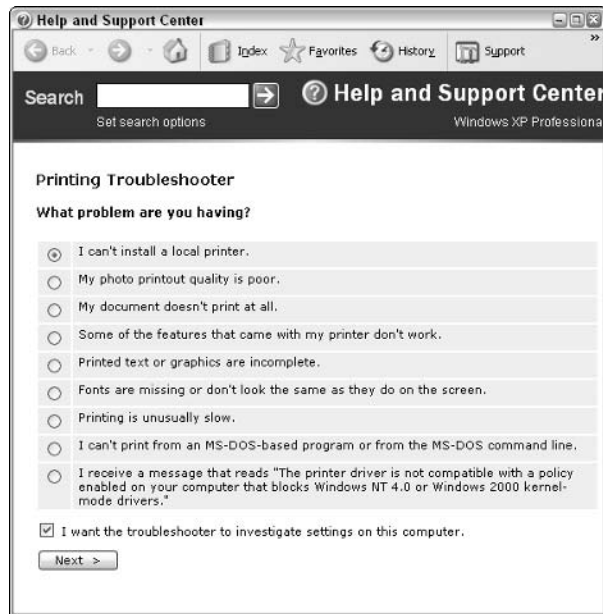 Help and Support Center
Back
Index
Favorites
History
Support
»
Search
Help and Support Center
Set search options
Windows XP Professiona
Printing Troubleshooter
What problem are you having?
I can't install a local printer.
My photo printout quality is poor.
My document doesn't print at all.
Some of the features that came with my printer don't work.
Printed text or graphics are incomplete.
Fonts are missing or don't look the same as they do on the screen.
Printing is unusually slow.
I can't print from an MS-DOS-based program or from the MS-DOS command line.
I receive a message that reads "The printer driver is not compatible with a policy
enabled on your computer that blocks Windows NT 4.0 or Windows 2000 kernel-
mode drivers."
I want the troubleshooter to investigate settings on this computer.
Next >